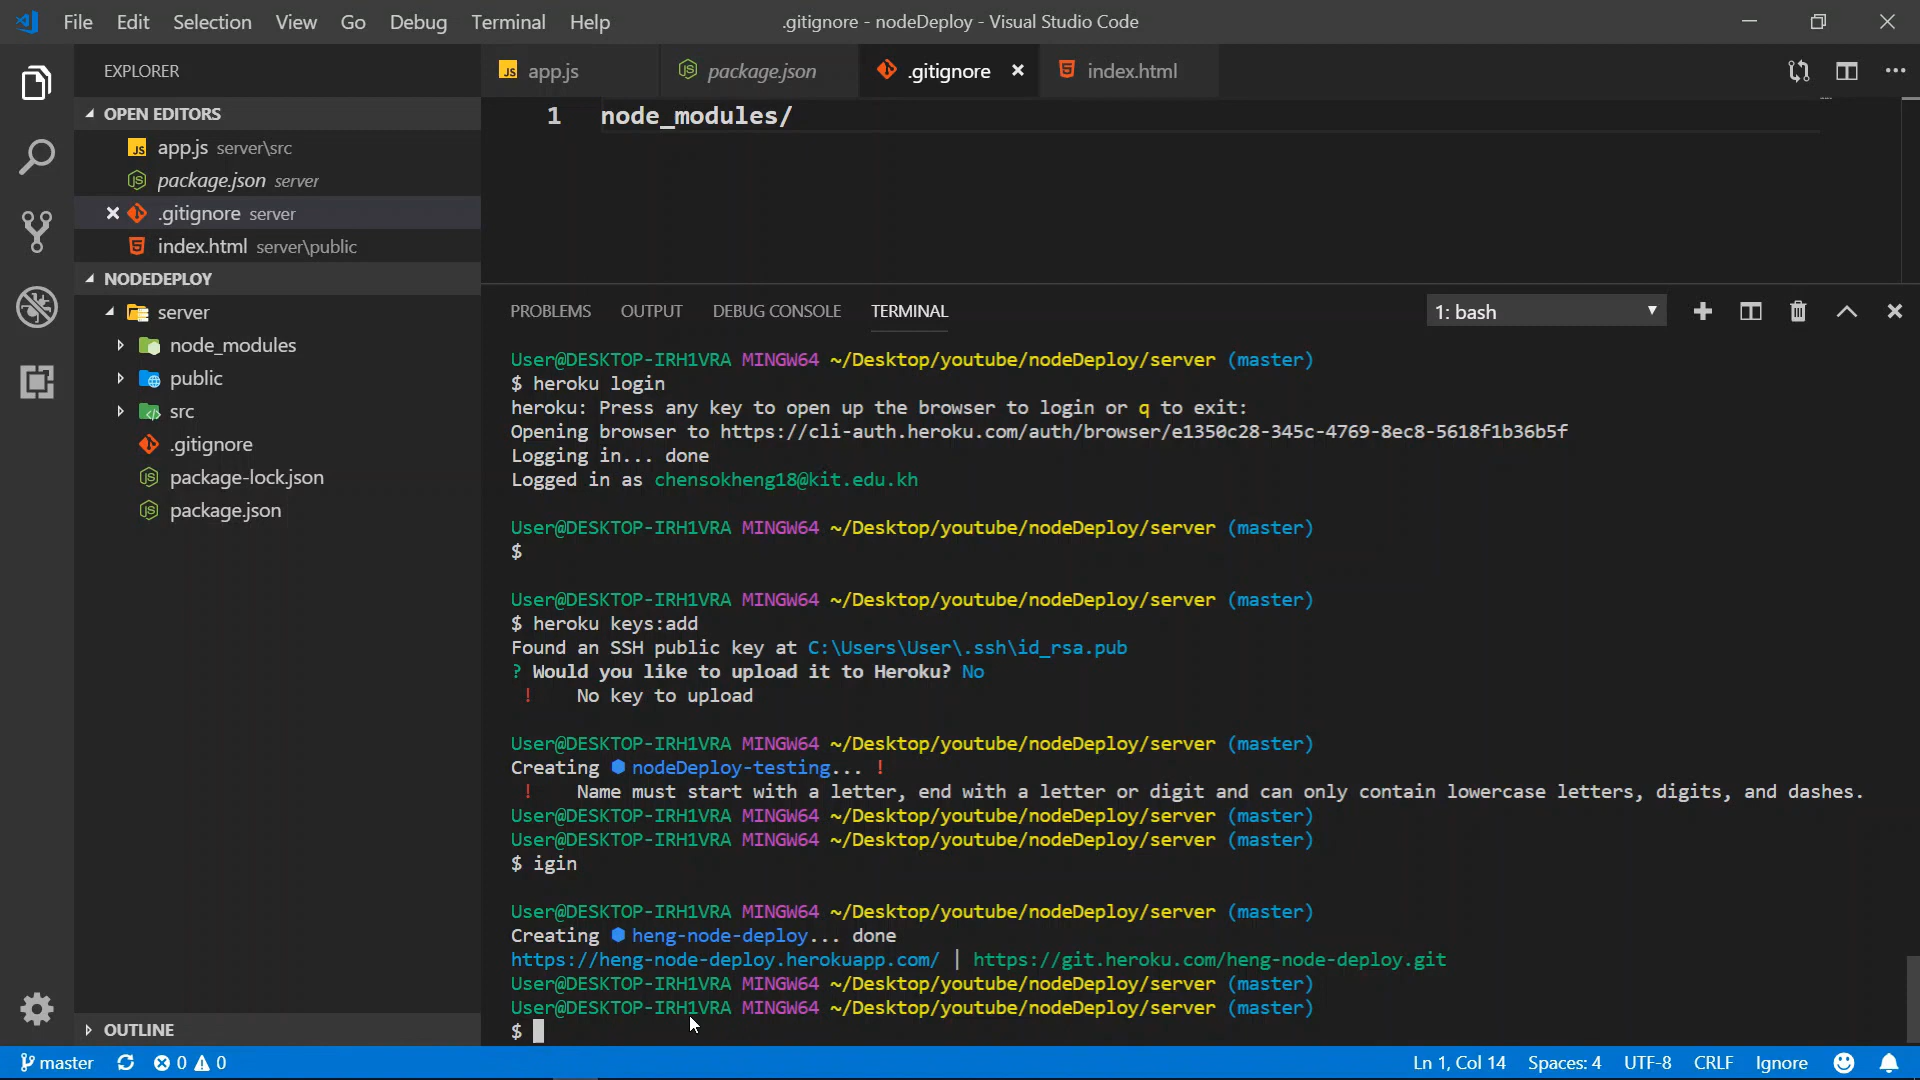 File Edit Selection View Go Debug Terminal Help .gitignore - nodeDeploy - Visual Studio Code
EXPLORER
OPEN EDITORS
JS app.js server\src
package.json server
.gitignore server
index.html server\public
NODEDEPLOY
server
node_modules
public
src
.gitignore
package-lock.json
package.json
OUTLINE
JS app.js package.json .gitignore index.html
1 node_modules/
PROBLEMS OUTPUT DEBUG CONSOLE TERMINAL 1: bash
User@DESKTOP-IRH1VRA MINGW64 ~/Desktop/youtube/nodeDeploy/server (master)
$ heroku login
heroku: Press any key to open up the browser to login or q to exit:
Opening browser to https://cli-auth.heroku.com/auth/browser/e1350c28-345c-4769-8ec8-5618f1b36b5f
Logging in... done
Logged in as chensokheng18@kit.edu.kh
User@DESKTOP-IRH1VRA MINGW64 ~/Desktop/youtube/nodeDeploy/server (master)
$
User@DESKTOP-IRH1VRA MINGW64 ~/Desktop/youtube/nodeDeploy/server (master)
$ heroku keys:add
Found an SSH public key at C:\Users\User\.ssh\id_rsa.pub
? Would you like to upload it to Heroku? No
! No key to upload
User@DESKTOP-IRH1VRA MINGW64 ~/Desktop/youtube/nodeDeploy/server (master)
Creating ⬢ nodeDeploy-testing... !
! Name must start with a letter, end with a letter or digit and can only contain lowercase letters, digits, and dashes.
User@DESKTOP-IRH1VRA MINGW64 ~/Desktop/youtube/nodeDeploy/server (master)
User@DESKTOP-IRH1VRA MINGW64 ~/Desktop/youtube/nodeDeploy/server (master)
$ igin
User@DESKTOP-IRH1VRA MINGW64 ~/Desktop/youtube/nodeDeploy/server (master)
Creating ⬢ heng-node-deploy... done
https://heng-node-deploy.herokuapp.com/ | https://git.heroku.com/heng-node-deploy.git
User@DESKTOP-IRH1VRA MINGW64 ~/Desktop/youtube/nodeDeploy/server (master)
User@DESKTOP-IRH1VRA MINGW64 ~/Desktop/youtube/nodeDeploy/server (master)
$
master 0 0 Ln 1, Col 14 Spaces: 4 UTF-8 CRLF Ignore